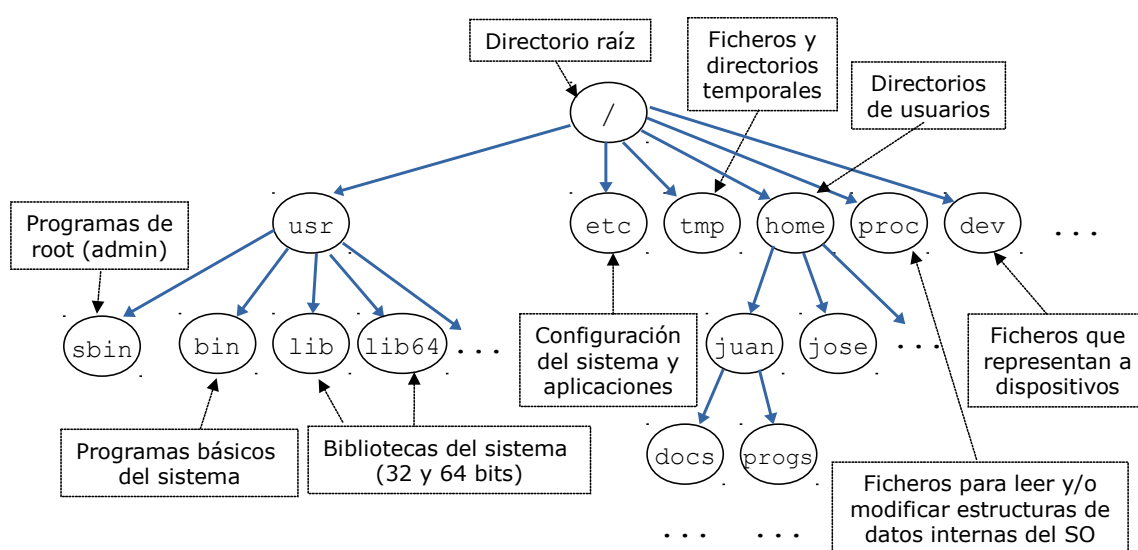 Directorio raíz
Ficheros y
directorios
temporales
Directorios
de usuarios
/
Programas de
root (admin)
usr
etc
tmp
home
proc
dev
...
sbin
bin
lib
lib64
...
Configuración
del sistema y
aplicaciones
juan
jose
...
Ficheros que
representan a
dispositivos
Programas básicos
del sistema
Bibliotecas del sistema
(32 y 64 bits)
docs
progs
Ficheros para leer y/o
modificar estructuras de
datos internas del SO
... ...